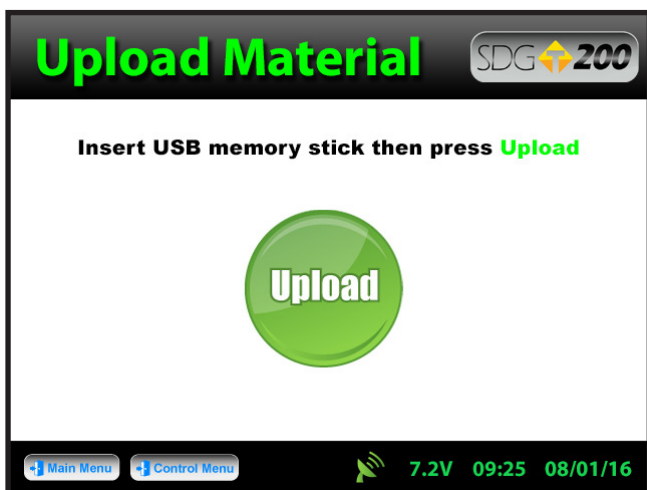 Upload Material
SDG 200
Insert USB memory stick then press Upload
Upload
Main Menu
Control Menu
7.2V 09:25 08/01/16